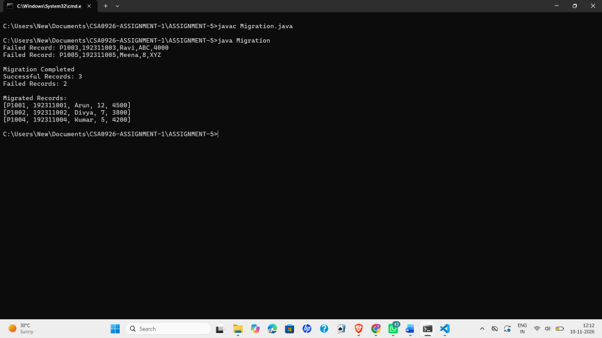 C:\Windows\System32\cmd.e
C:\Users\New\Documents\CSA0926-ASSIGNMENT-1\ASSIGNMENT-5>javac Migration.java
C:\Users\New\Documents\CSA0926-ASSIGNMENT-1\ASSIGNMENT-5>java Migration
Failed Record: P1003,192311003,Ravi,ABC,4000
Failed Record: P1005,192311005,Meena,8,XYZ
Migration Completed
Successful Records: 3
Failed Records: 2
Migrated Records:
[P1001, 192311001, Arun, 12, 4500]
[P1002, 192311002, Divya, 7, 3800]
[P1004, 192311004, Kumar, 5, 4200]
C:\Users\New\Documents\CSA0926-ASSIGNMENT-1\ASSIGNMENT-5>
35°C
Sunny
Search
ENG
IN
12:12
10-11-2026